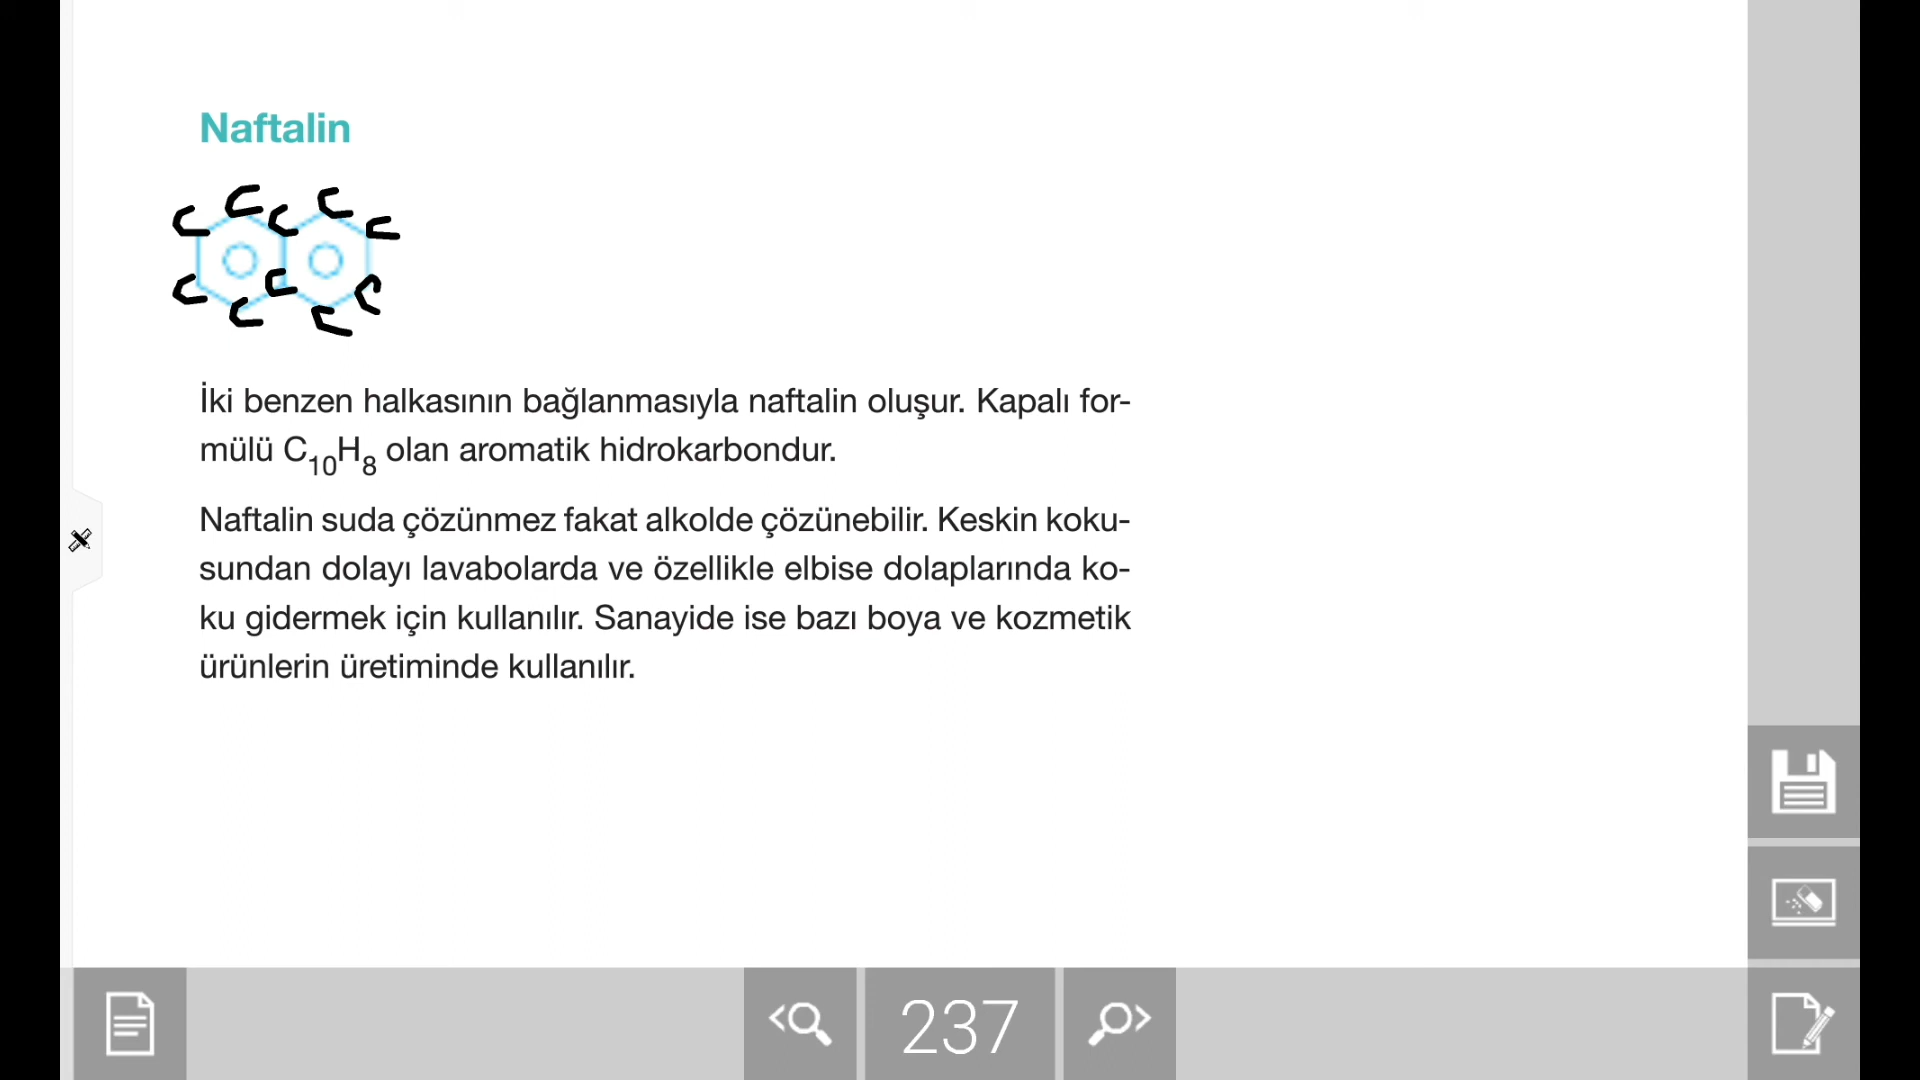 Naftalin
C C C C C
C C C C C
İki benzen halkasının bağlanmasıyla naftalin oluşur. Kapalı for-
mülü C₁₀H₈ olan aromatik hidrokarbondur.
Naftalin suda çözünmez fakat alkolde çözünebilir. Keskin koku-
sundan dolayı lavabolarda ve özellikle elbise dolaplarında ko-
ku gidermek için kullanılır. Sanayide ise bazı boya ve kozmetik
ürünlerin üretiminde kullanılır.
237